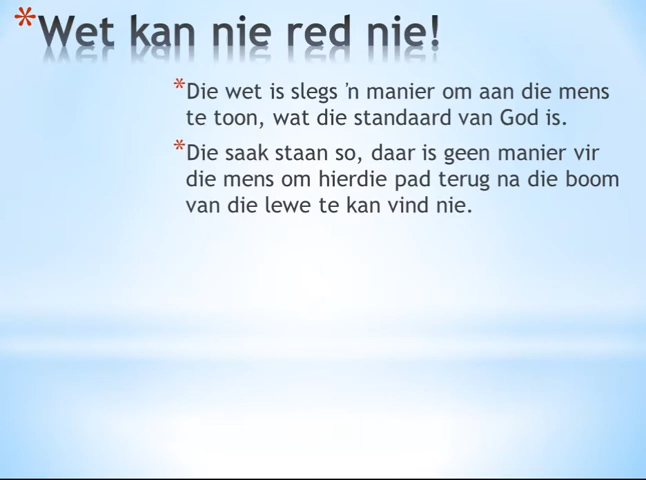 *Wet kan nie red nie!
*Die wet is slegs 'n manier om aan die mens
te toon, wat die standaard van God is.
*Die saak staan so, daar is geen manier vir
die mens om hierdie pad terug na die boom
van die lewe te kan vind nie.